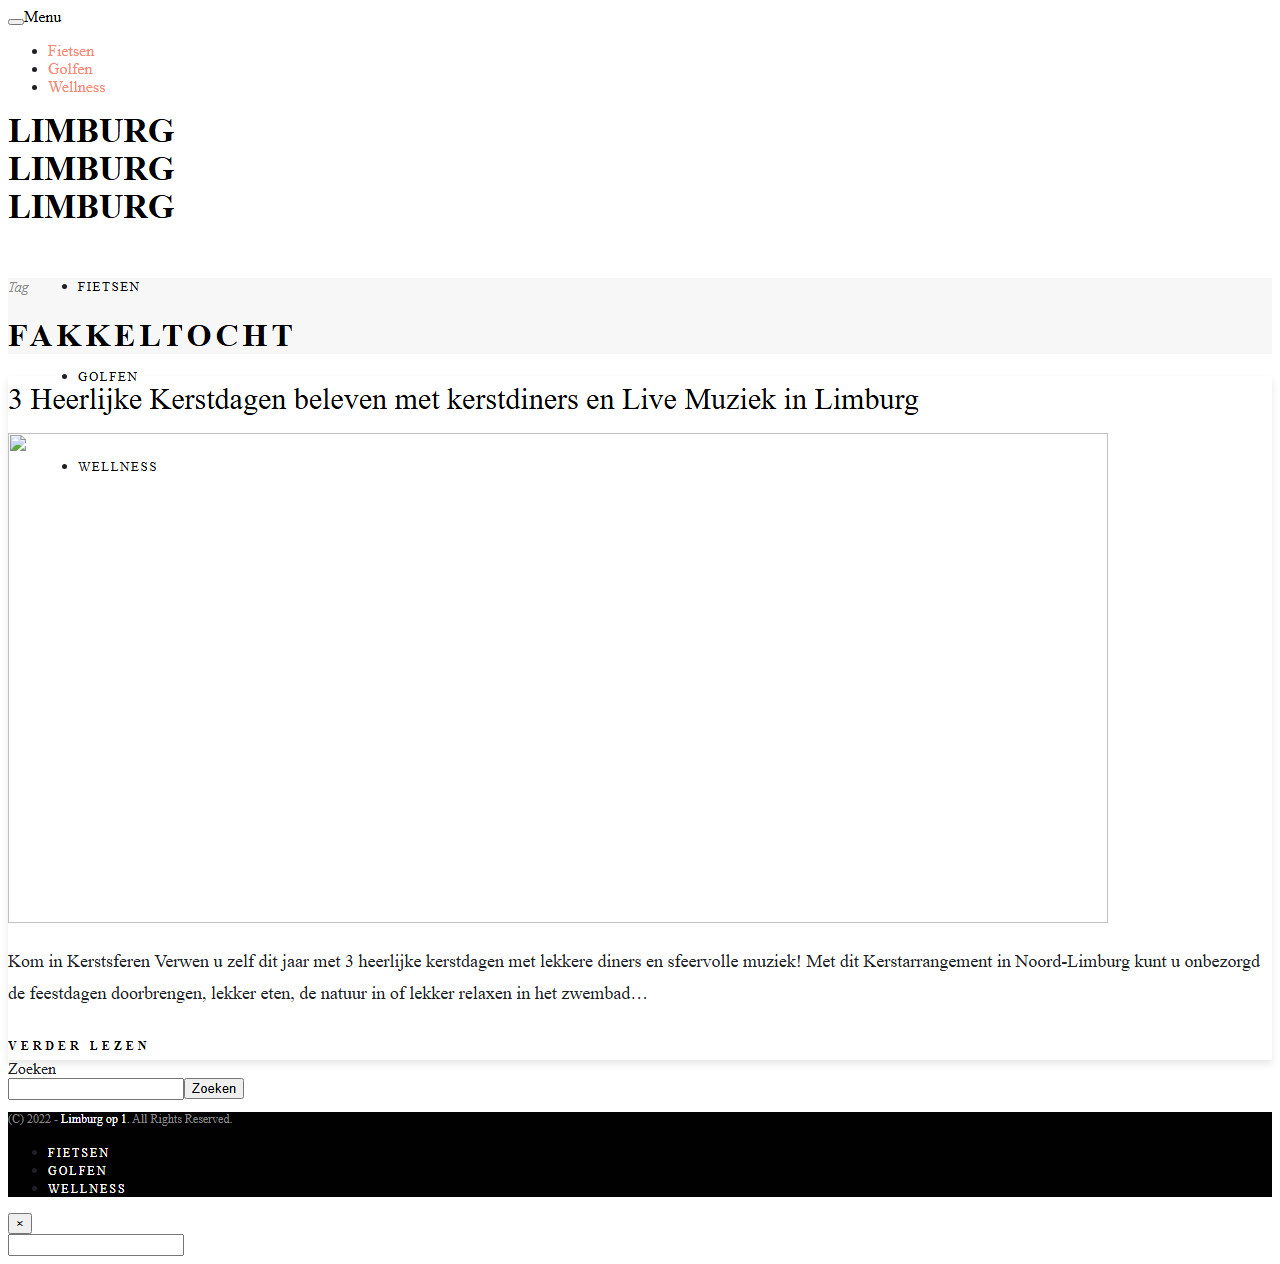 Menu
Fietsen
Golfen
Wellness
LIMBURG
LIMBURG
LIMBURG
Tag
FIETSEN
FAKKELTOCHT
GOLFEN
3 Heerlijke Kerstdagen beleven met kerstdiners en Live Muziek in Limburg
WELLNESS
Kom in Kerstsferen Verwen u zelf dit jaar met 3 heerlijke kerstdagen met lekkere diners en sfeervolle muziek! Met dit Kerstarrangement in Noord-Limburg kunt u onbezorgd
de feestdagen doorbrengen, lekker eten, de natuur in of lekker relaxen in het zwembad…
VERDER LEZEN
Zoeken
Zoeken
(C) 2022 - Limburg op 1. All Rights Reserved.
FIETSEN
GOLFEN
WELLNESS
×